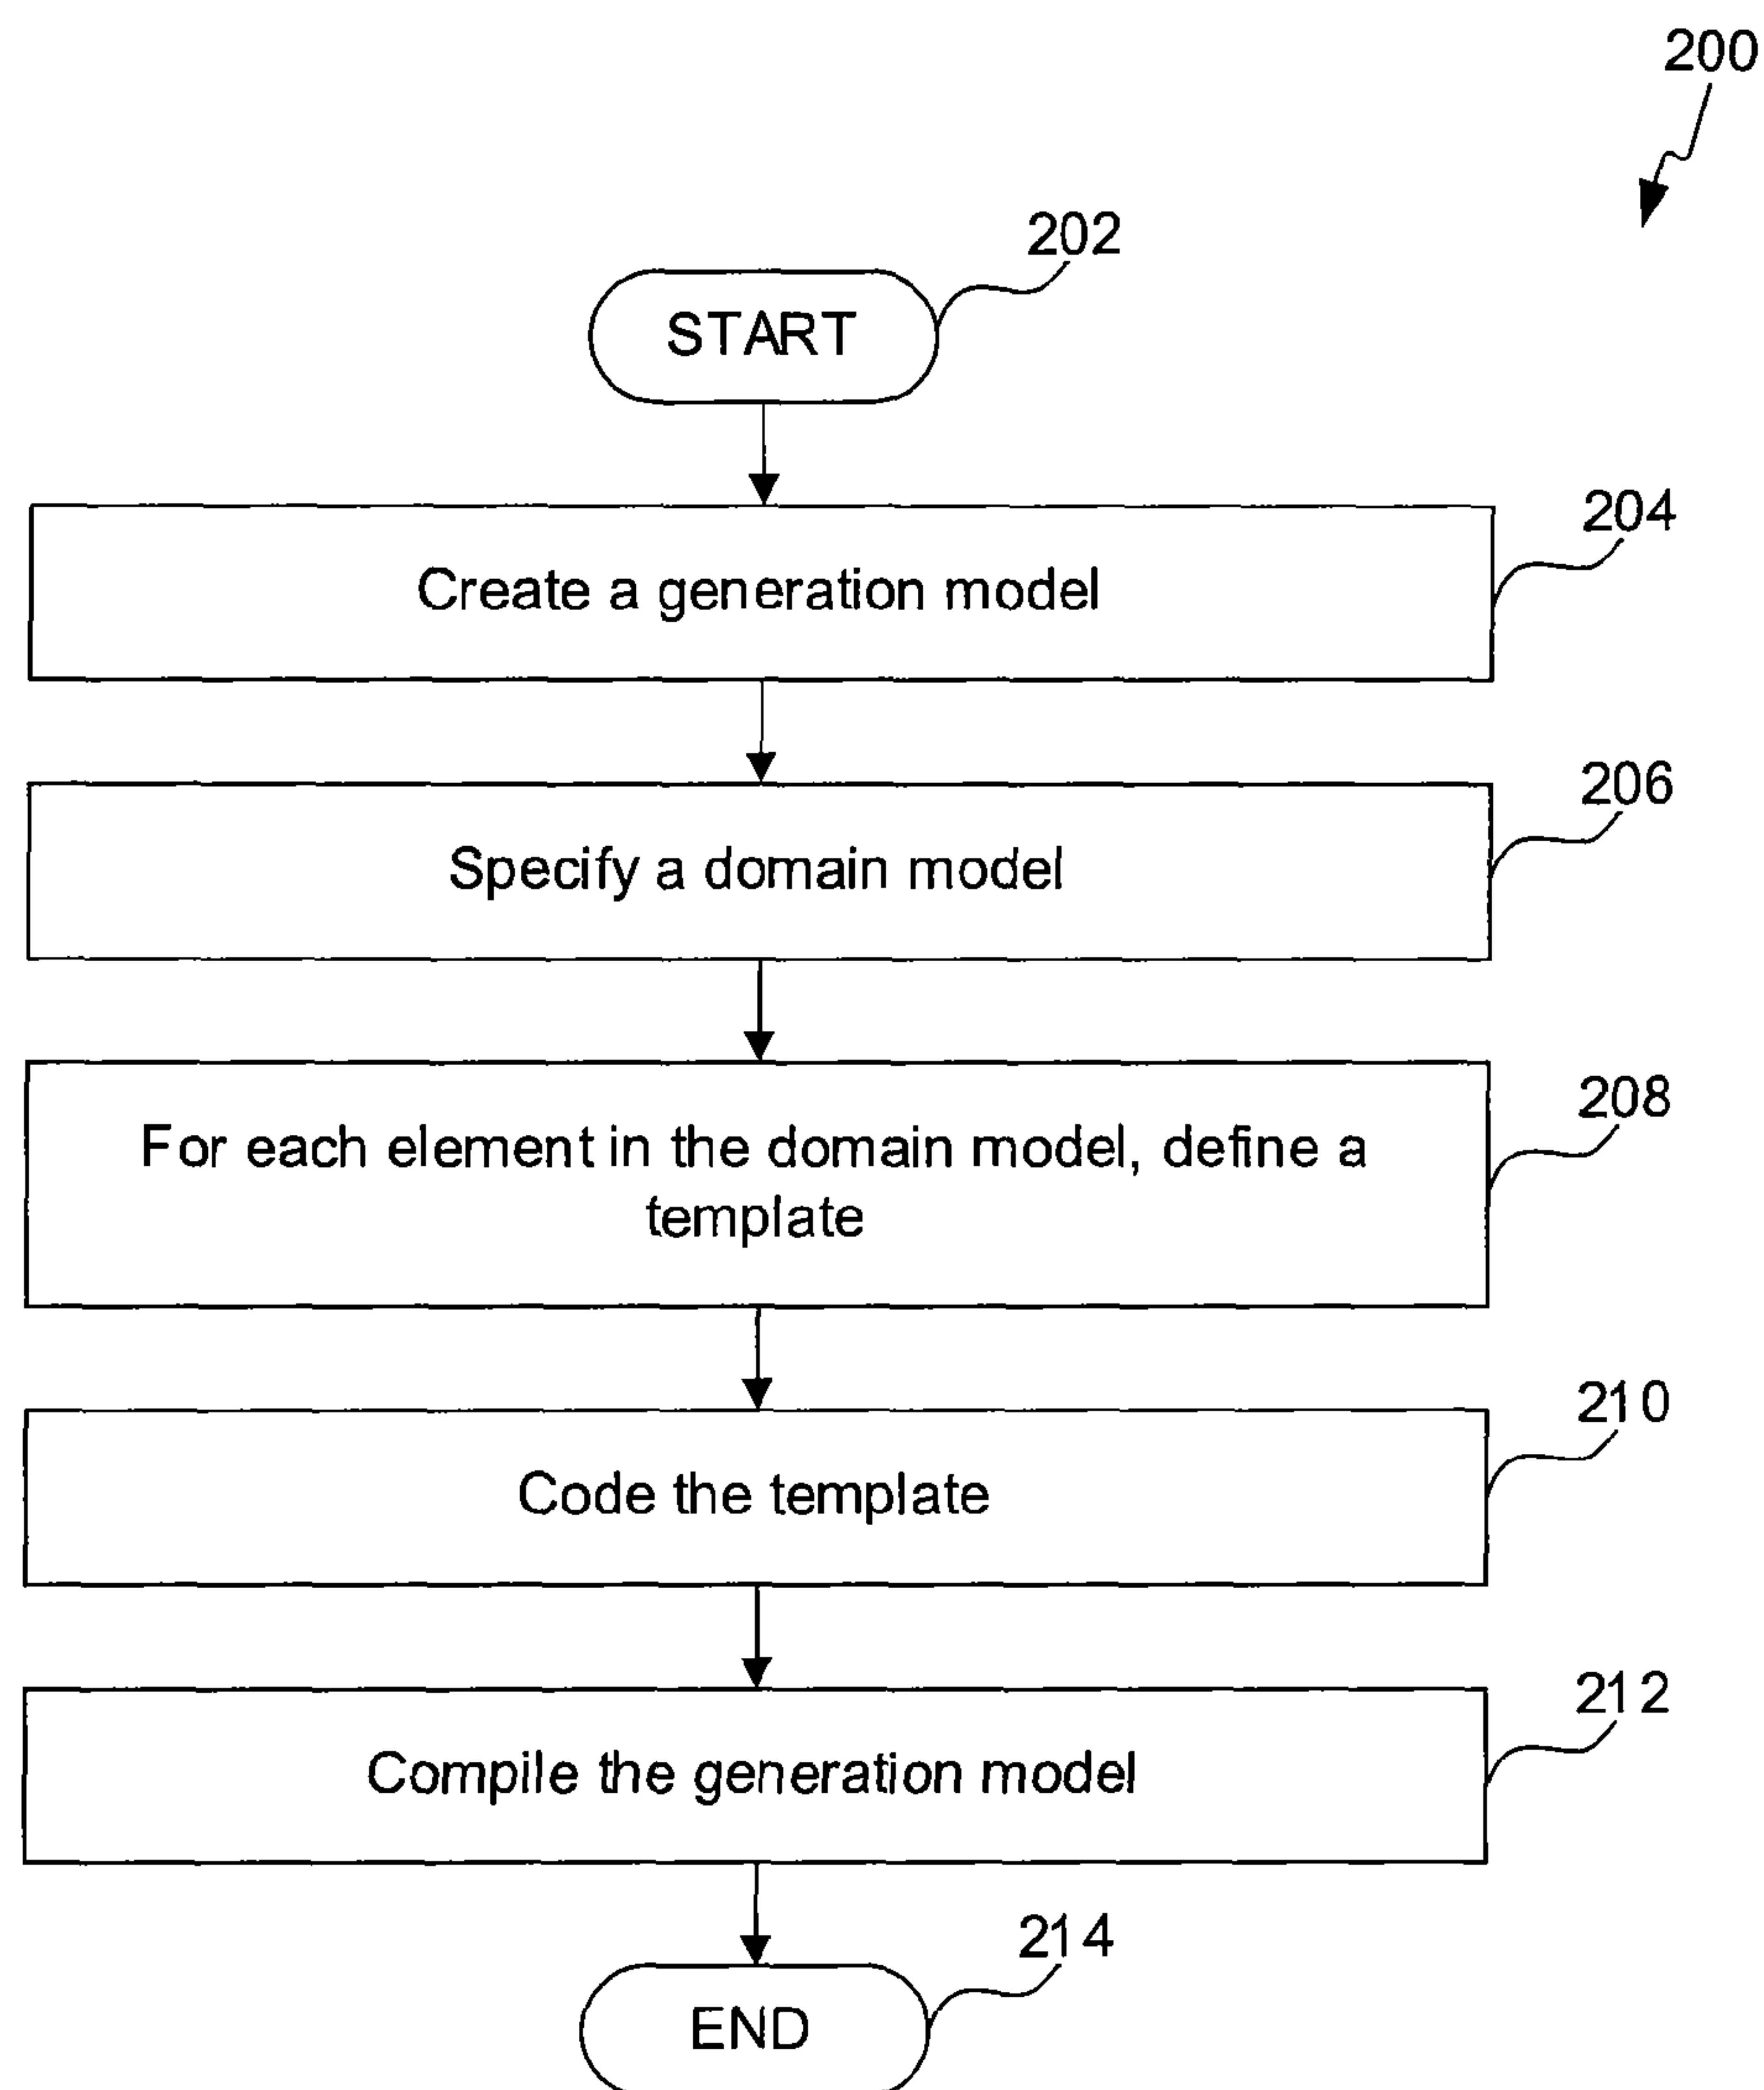 200
202
START
204
Create a generation model
206
Specify a domain model
208
For each element in the domain model, define a
template
210
Code the template
212
Compile the generation model
214
END